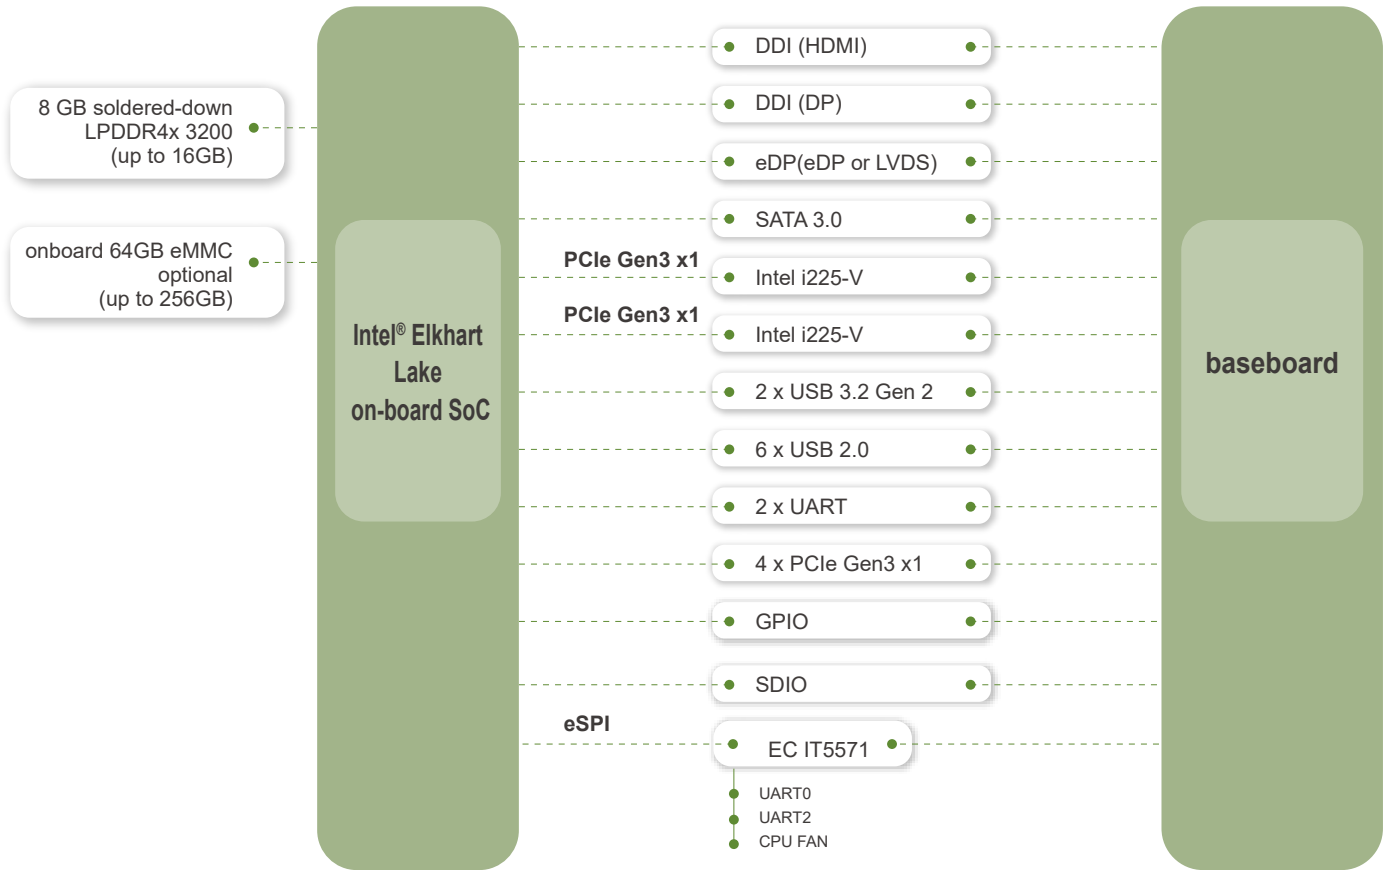 8 GB soldered-down
LPDDR4x 3200
(up to 16GB)
onboard 64GB eMMC
optional
(up to 256GB)
Intel® Elkhart
Lake
on-board SoC
DDI (HDMI)
DDI (DP)
eDP(eDP or LVDS)
SATA 3.0
PCIe Gen3 x1
Intel i225-V
PCIe Gen3 x1
Intel i225-V
2 x USB 3.2 Gen 2
6 x USB 2.0
2 x UART
4 x PCIe Gen3 x1
GPIO
SDIO
eSPI
EC IT5571
UART0
UART2
CPU FAN
baseboard